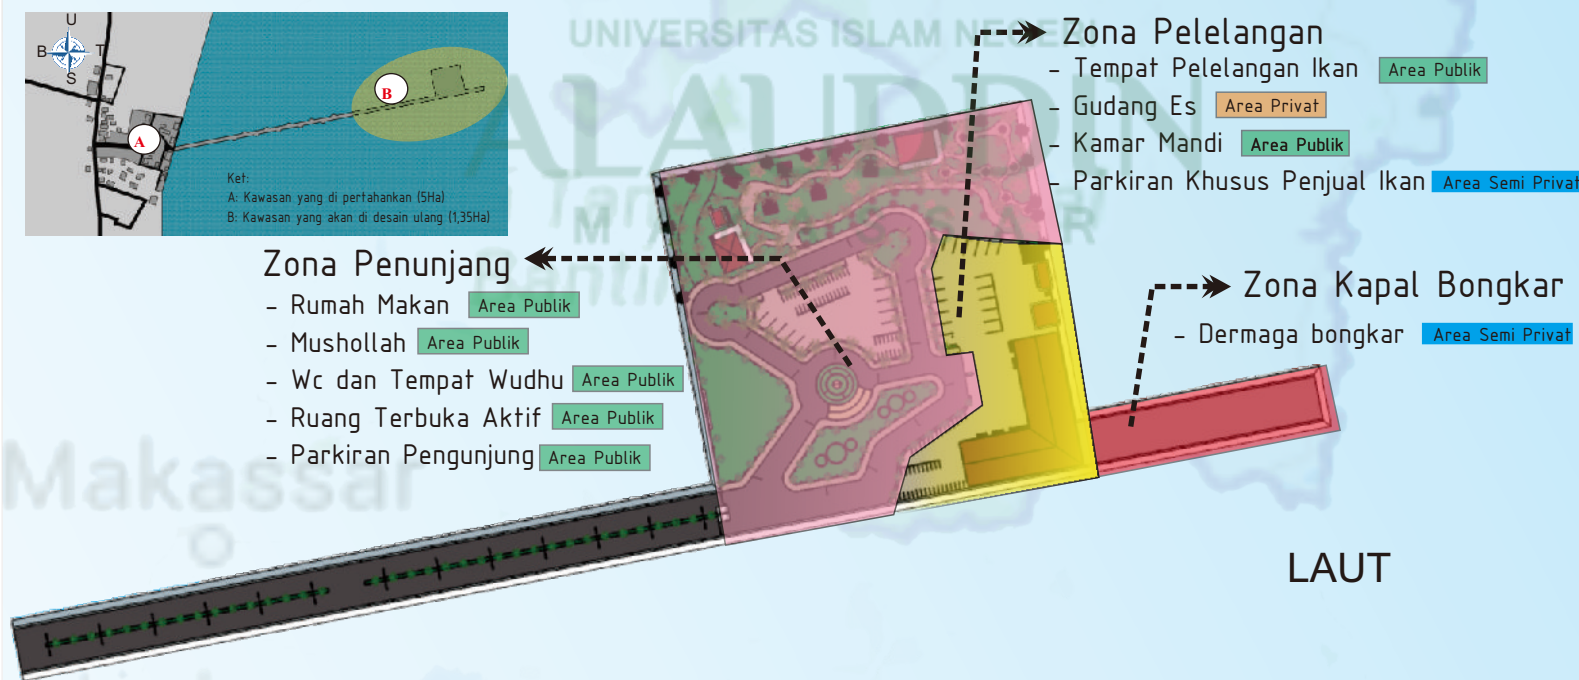 U
B T
S
A
B
Ket:
A: Kawasan yang di pertahankan (5Ha)
B: Kawasan yang akan di desain ulang (1,35Ha)
UNIVERSITAS ISLAM NEGERI
ALAUDDIN
M A K A S S A R
Zona Pelelangan
- Tempat Pelelangan Ikan Area Publik
- Gudang Es Area Privat
- Kamar Mandi Area Publik
- Parkiran Khusus Penjual Ikan Area Semi Privat
Zona Penunjang
- Rumah Makan Area Publik
- Mushollah Area Publik
- Wc dan Tempat Wudhu Area Publik
- Ruang Terbuka Aktif Area Publik
- Parkiran Pengunjung Area Publik
Zona Kapal Bongkar
- Dermaga bongkar Area Semi Privat
Makassar
LAUT